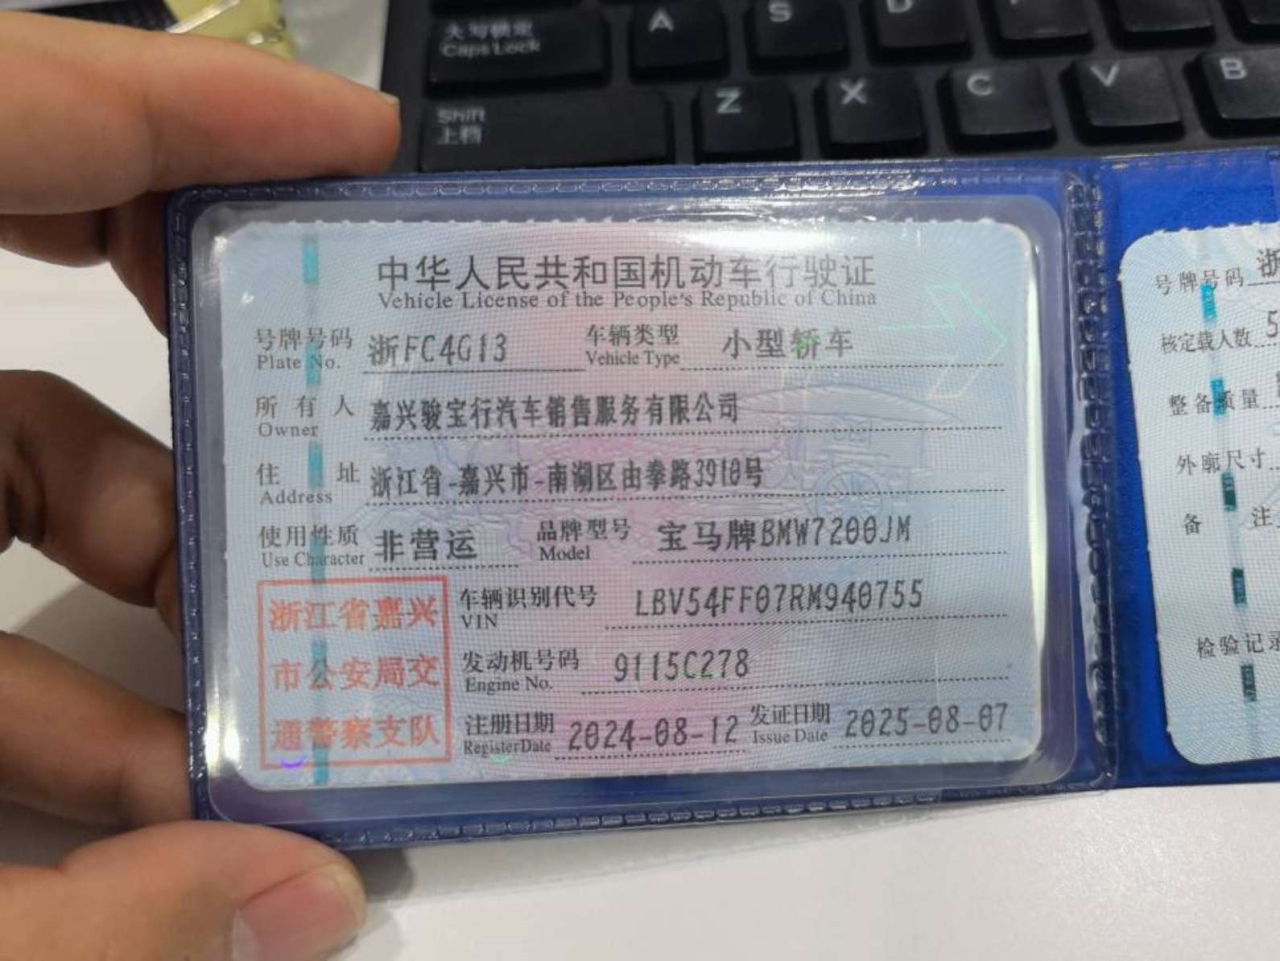 大写锁定
Caps Lock
A
S
D
Shift
上档
Z
X
C
V
B
中华人民共和国机动车行驶证
Vehicle License of the People's Republic of China
号牌号码 浙FC4G13 车辆类型 小型轿车
Plate No. Vehicle Type
所有人 嘉兴骏宝行汽车销售服务有限公司
Owner
住址 浙江省-嘉兴市-南湖区由拳路3910号
Address
使用性质 非营运 品牌型号 宝马牌BMW7200JM
Use Character Model
浙江省嘉兴
市公安局交
通警察支队
车辆识别代号 LBV54FF07RM940755
VIN
发动机号码 9115C278
Engine No.
注册日期 2024-08-12 发证日期 2025-08-07
Register Date Issue Date
号牌号码 浙
核定载人数 5
整备质量
外廓尺寸
备注
检验记录